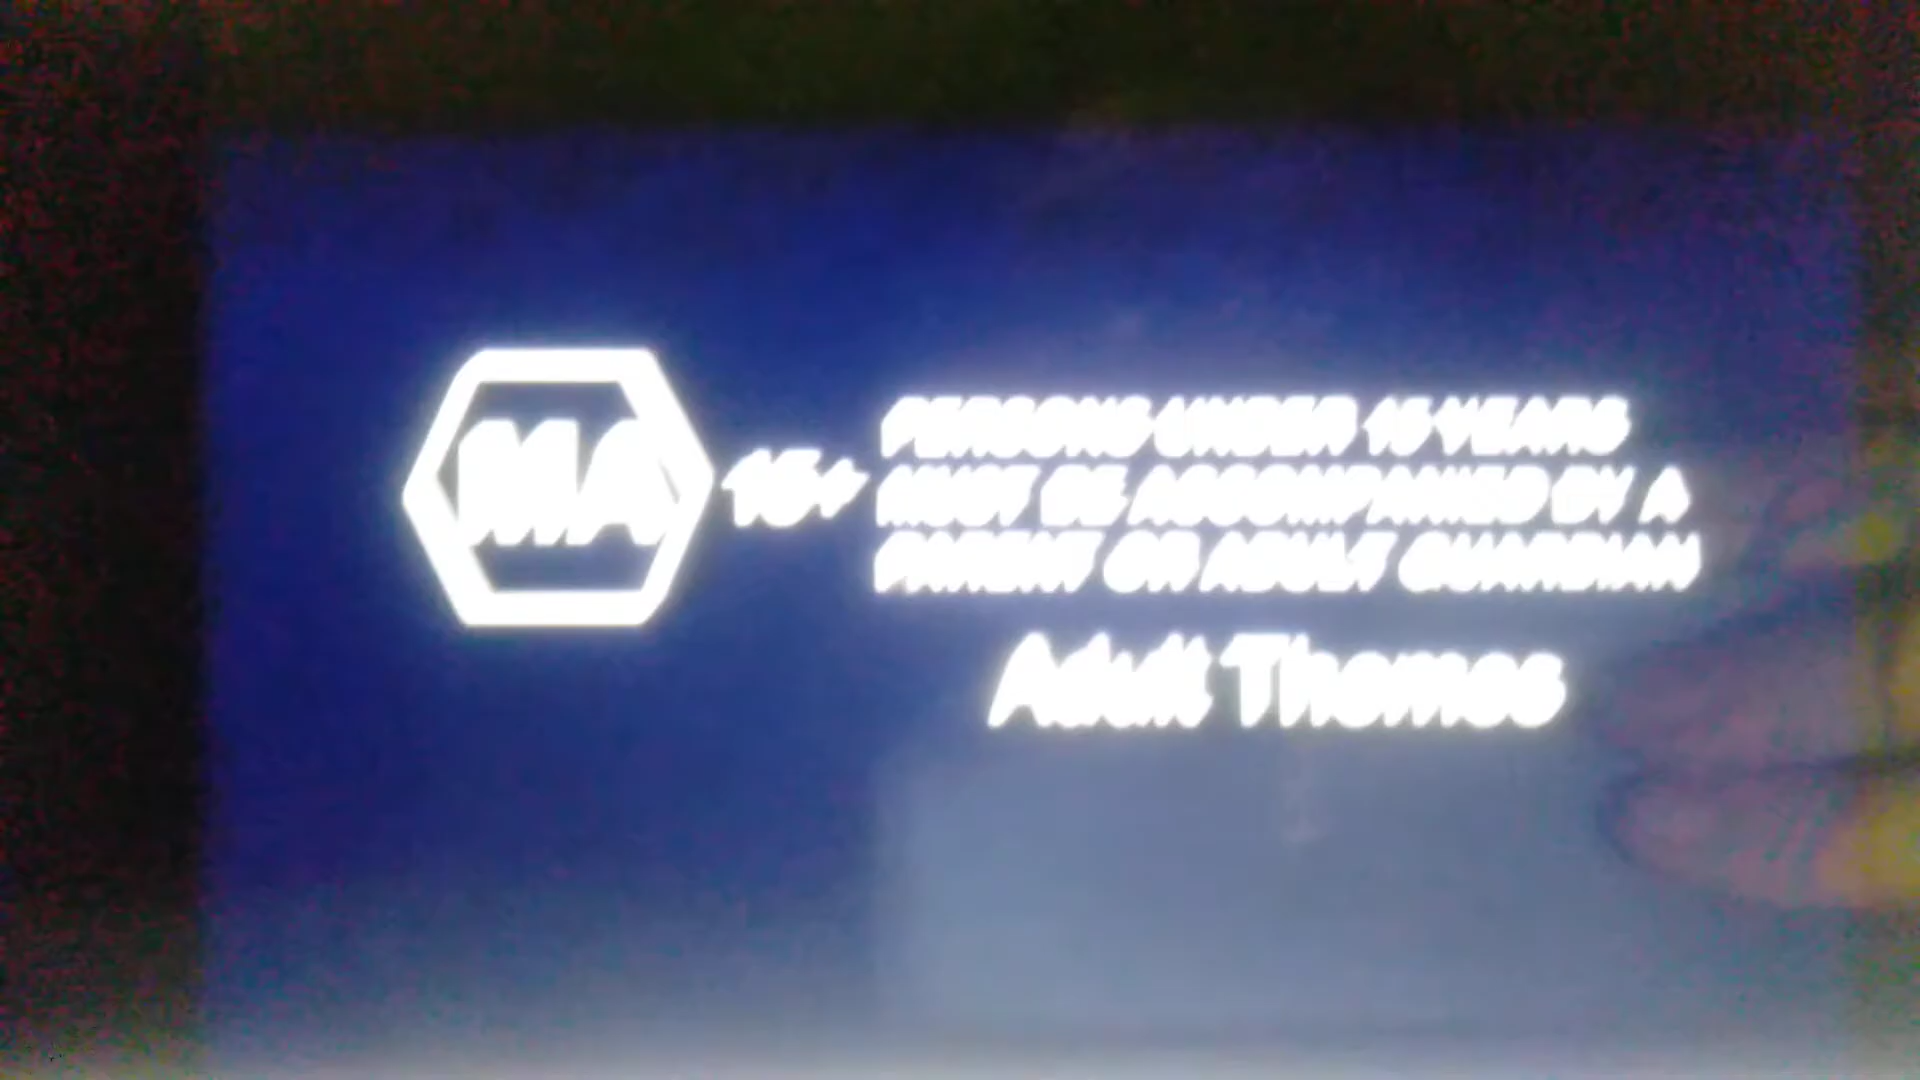 MA 15+
PERSONS UNDER 15 YEARS
MUST BE ACCOMPANIED BY A
PARENT OR ADULT GUARDIAN
Adult Themes